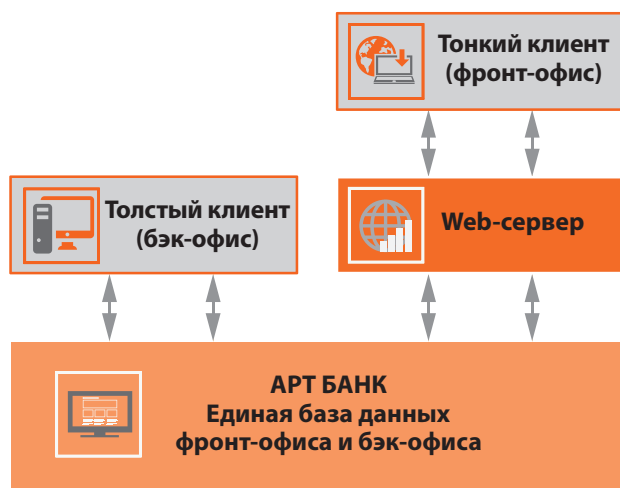 Тонкий клиент
(фронт-офис)
Толстый клиент
(бэк-офис)
Web-сервер
АРТ БАНК
Единая база данных
фронт-офиса и бэк-офиса